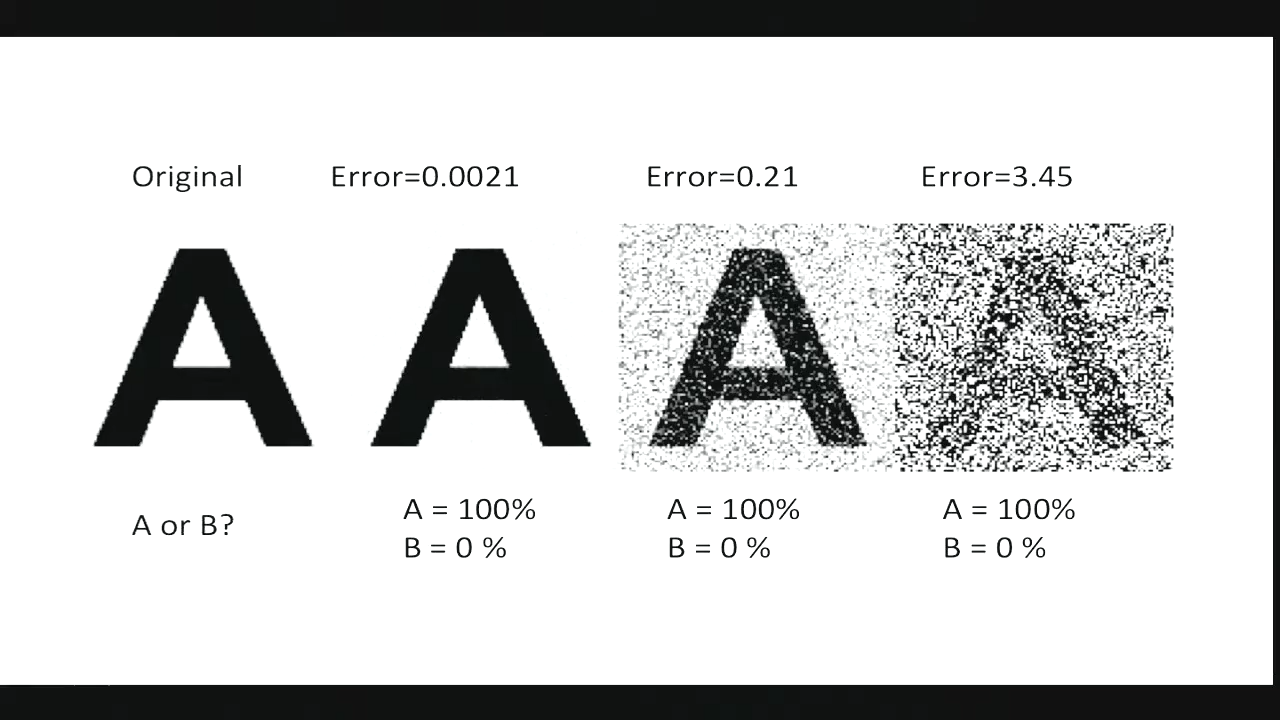 Original Error=0.0021 Error=0.21 Error=3.45
A A A A
A or B?
A = 100% A = 100% A = 100%
B = 0 % B = 0 % B = 0 %